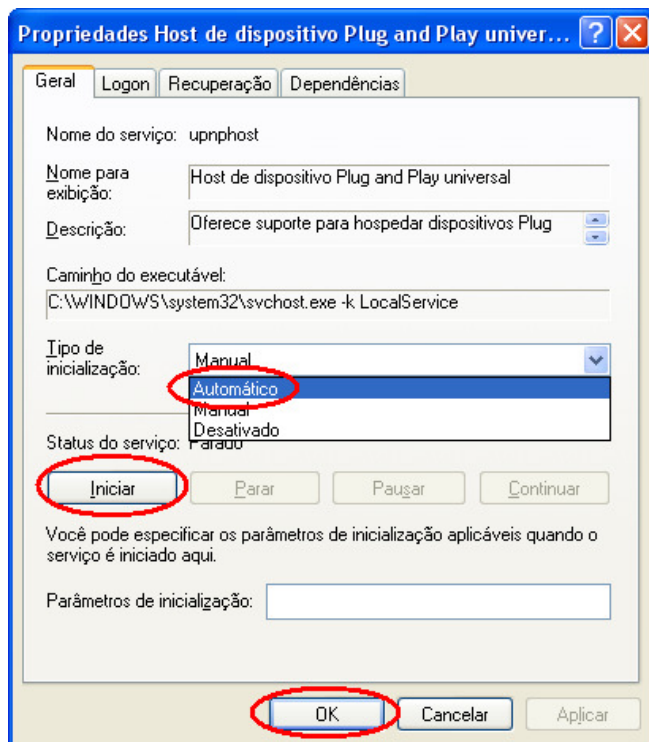 Propriedades Host de dispositivo Plug and Play univer...
Geral Logon Recuperação Dependências
Nome do serviço: upnphost
Nome para exibição: Host de dispositivo Plug and Play universal
Descrição: Oferece suporte para hospedar dispositivos Plug
Caminho do executável:
C:\WINDOWS\system32\svchost.exe -k LocalService
Tipo de inicialização: Manual
Automático
Manual
Desativado
Status do serviço: Parado
Iniciar Parar Pausar Continuar
Você pode especificar os parâmetros de inicialização aplicáveis quando o
serviço é iniciado aqui.
Parâmetros de inicialização:
OK Cancelar Aplicar